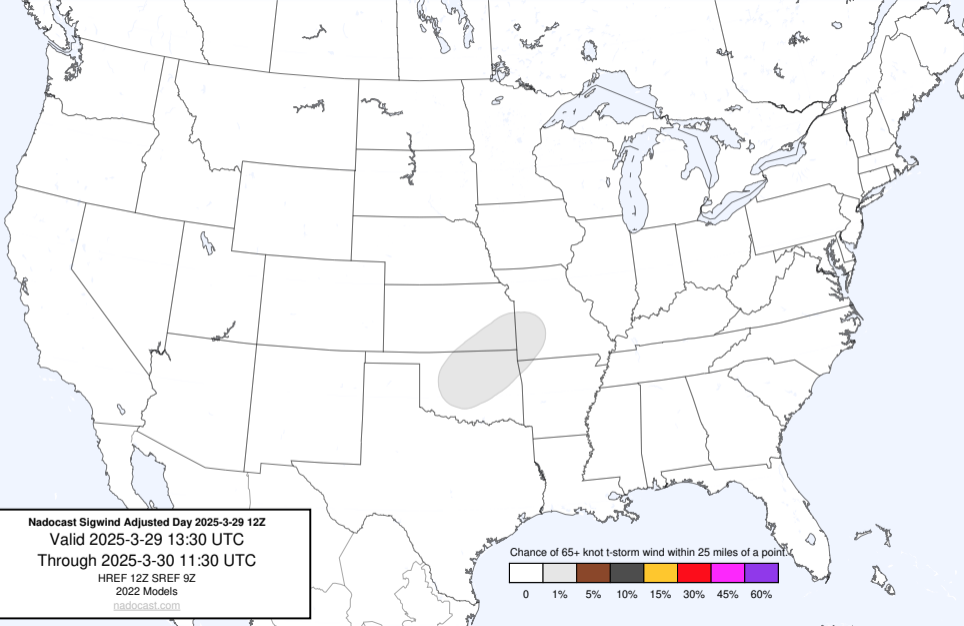 Nadocast Sigwind Adjusted Day 2025-3-29 12Z
Valid 2025-3-29 13:30 UTC
Through 2025-3-30 11:30 UTC
HREF 12Z SREF 9Z
2022 Models
nadocast.com
Chance of 65+ knot t-storm wind within 25 miles of a point.
0 1% 5% 10% 15% 30% 45% 60%